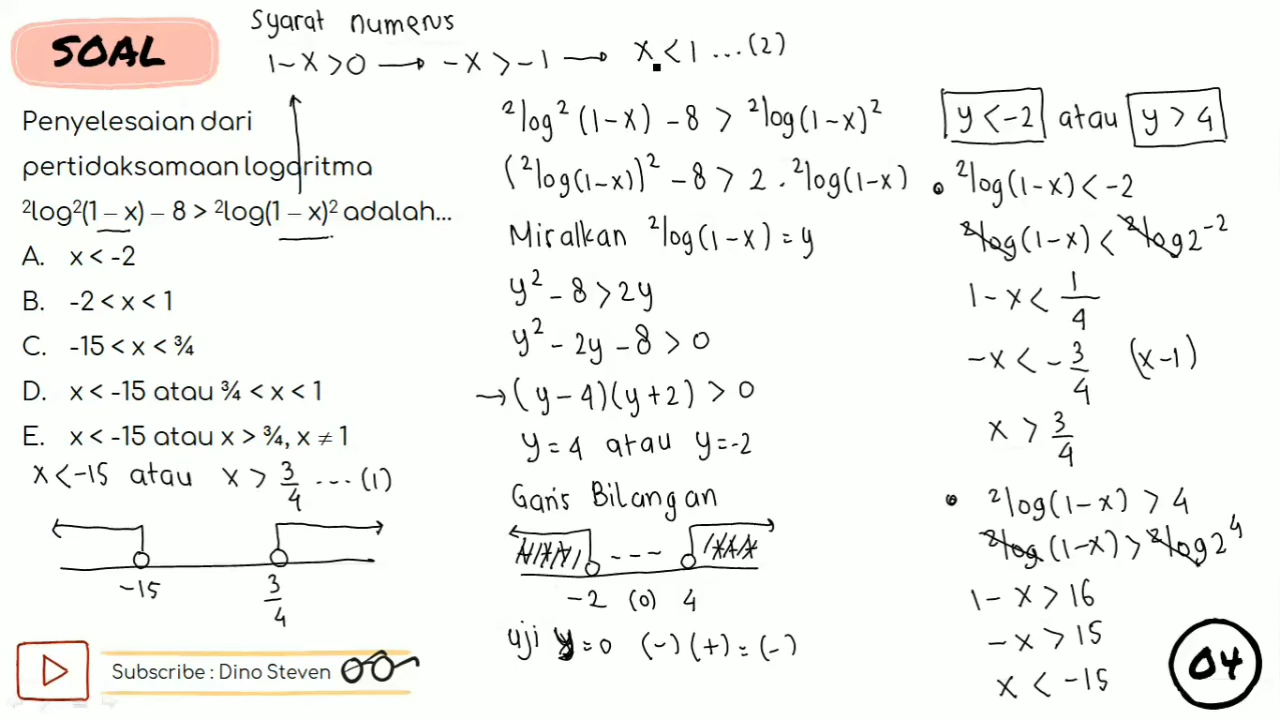 SOAL
Syarat numerus
1-x>0 → -x>-1 → x<1 ...(2)
Penyelesaian dari
pertidaksamaan logaritma
²log²(1 – x) – 8 > ²log(1 – x)² adalah...
A. x < -2
B. -2 < x < 1
C. -15 < x < ¾
D. x < -15 atau ¾ < x < 1
E. x < -15 atau x > ¾, x ≠ 1
x < -15 atau x > 3/4 ...(1)
-15 3/4
Subscribe : Dino Steven
²log²(1-x) - 8 > ²log(1-x)²
(²log(1-x))² - 8 > 2 . ²log(1-x)
Misalkan ²log(1-x) = y
y² - 8 > 2y
y² - 2y - 8 > 0
→ (y-4)(y+2) > 0
y = 4 atau y = -2
Garis Bilangan
---
-2 (0) 4
uji y = 0 (-)(+) = (-)
y < -2 atau y > 4
• ²log(1-x) < -2
²log(1-x) < ²log2⁻²
1-x < 1/4
-x < -3/4 (x-1)
x > 3/4
• ²log(1-x) > 4
²log(1-x) > ²log2⁴
1-x > 16
-x > 15
x < -15
04